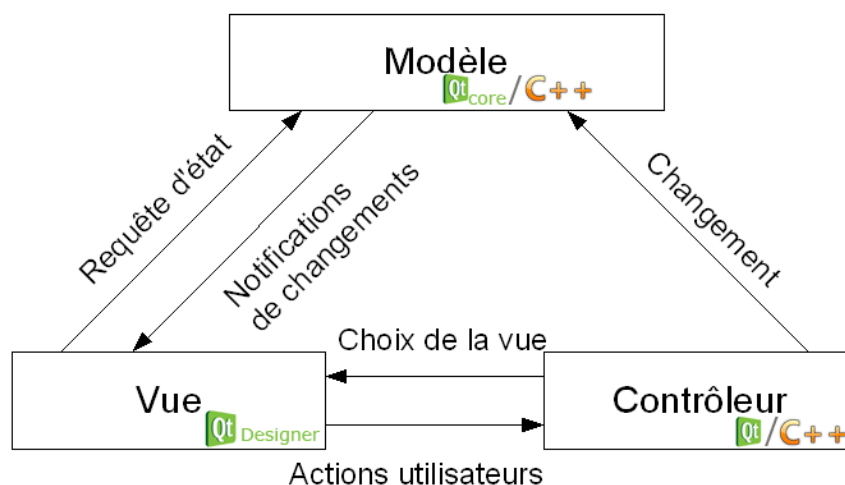 Modèle
Qt core / C++
Requête d'état
Notifications
de changements
Changement
Choix de la vue
Vue
Qt Designer
Contrôleur
Qt / C++
Actions utilisateurs